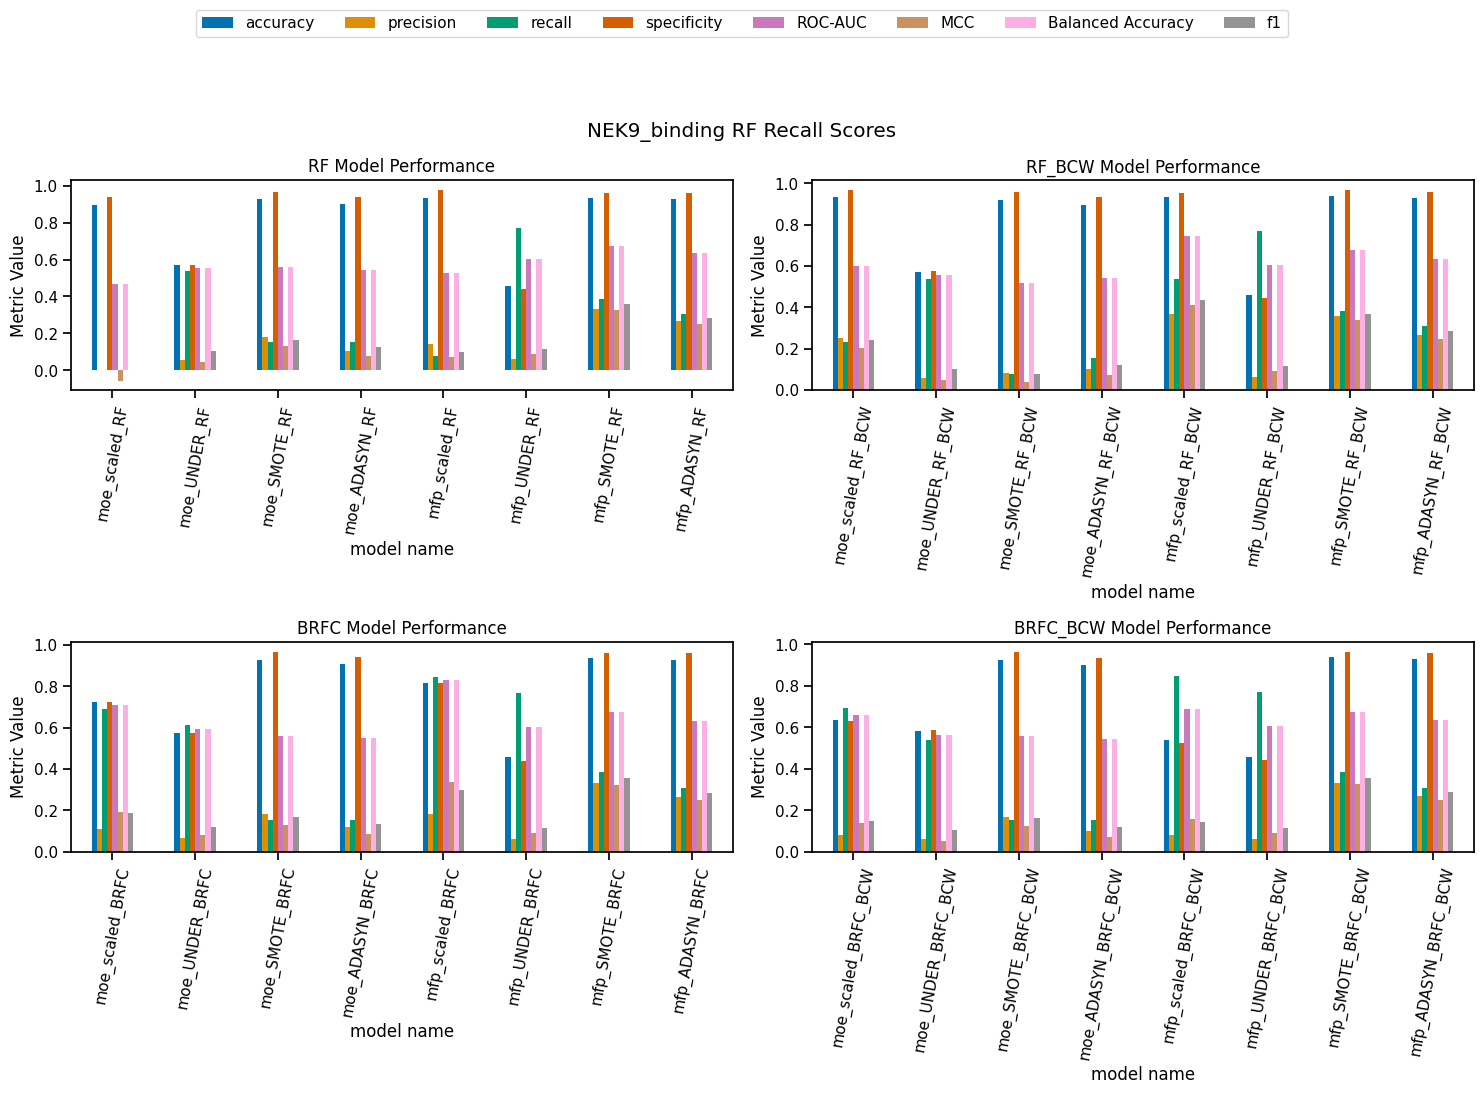 accuracy precision recall specificity ROC-AUC MCC Balanced Accuracy f1
NEK9_binding RF Recall Scores
RF Model Performance
Metric Value
1.0
0.8
0.6
0.4
0.2
0.0
moe_scaled_RF
moe_UNDER_RF
moe_SMOTE_RF
moe_ADASYN_RF
mfp_scaled_RF
mfp_UNDER_RF
mfp_SMOTE_RF
mfp_ADASYN_RF
model name
RF_BCW Model Performance
Metric Value
1.0
0.8
0.6
0.4
0.2
0.0
moe_scaled_RF_BCW
moe_UNDER_RF_BCW
moe_SMOTE_RF_BCW
moe_ADASYN_RF_BCW
mfp_scaled_RF_BCW
mfp_UNDER_RF_BCW
mfp_SMOTE_RF_BCW
mfp_ADASYN_RF_BCW
model name
BRFC Model Performance
Metric Value
1.0
0.8
0.6
0.4
0.2
0.0
moe_scaled_BRFC
moe_UNDER_BRFC
moe_SMOTE_BRFC
moe_ADASYN_BRFC
mfp_scaled_BRFC
mfp_UNDER_BRFC
mfp_SMOTE_BRFC
mfp_ADASYN_BRFC
model name
BRFC_BCW Model Performance
Metric Value
1.0
0.8
0.6
0.4
0.2
0.0
moe_scaled_BRFC_BCW
moe_UNDER_BRFC_BCW
moe_SMOTE_BRFC_BCW
moe_ADASYN_BRFC_BCW
mfp_scaled_BRFC_BCW
mfp_UNDER_BRFC_BCW
mfp_SMOTE_BRFC_BCW
mfp_ADASYN_BRFC_BCW
model name